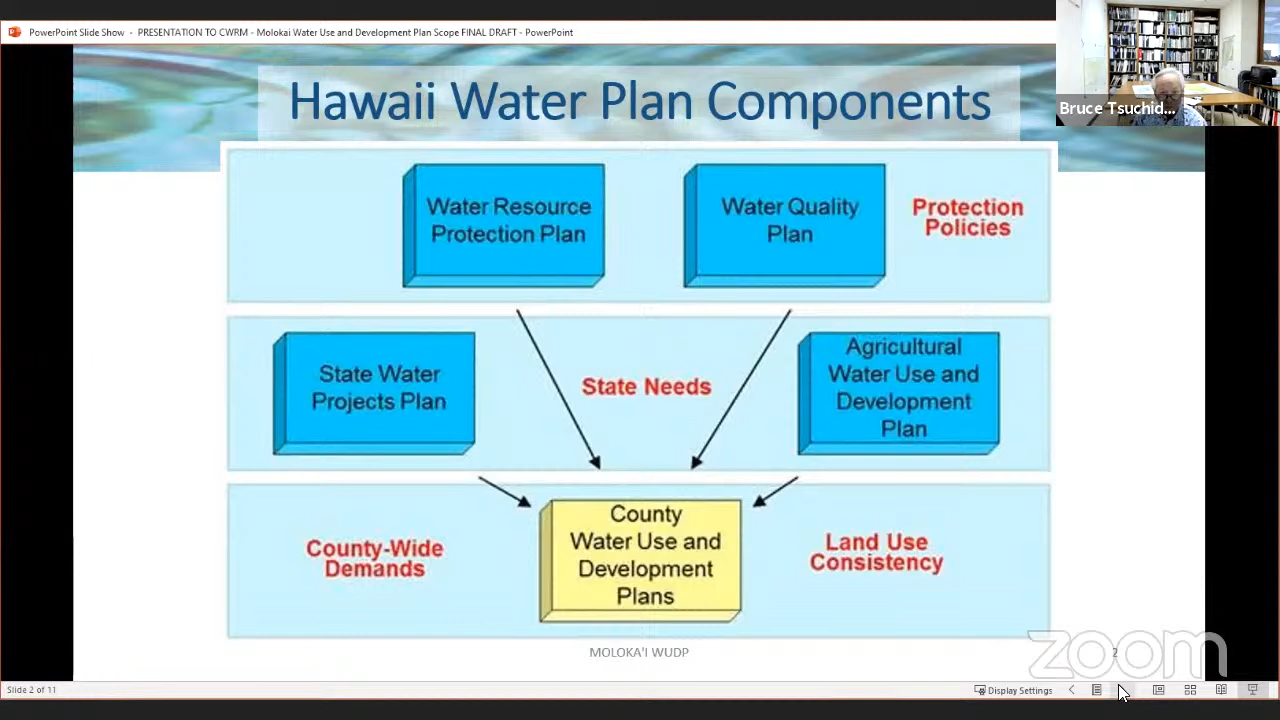 PowerPoint Slide Show - PRESENTATION TO CWRM - Molokai Water Use and Development Plan Scope FINAL DRAFT - PowerPoint
Bruce Tsuchid...
Hawaii Water Plan Components
Water Resource
Protection Plan
Water Quality
Plan
Protection
Policies
State Water
Projects Plan
State Needs
Agricultural
Water Use and
Development
Plan
County-Wide
Demands
County
Water Use and
Development
Plans
Land Use
Consistency
MOLOKA'I WUDP
2
zoom
Slide 2 of 11
Display Settings